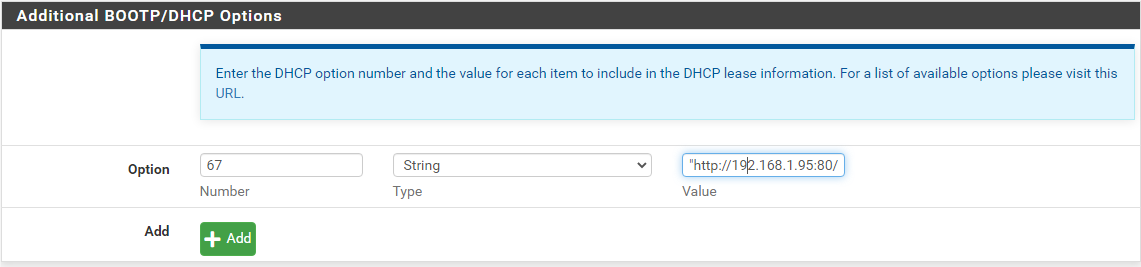 Additional BOOTP/DHCP Options
Enter the DHCP option number and the value for each item to include in the DHCP lease information. For a list of available options please visit this
URL.
Option 67 String "http://192.168.1.95:80/
Number Type Value
Add Add